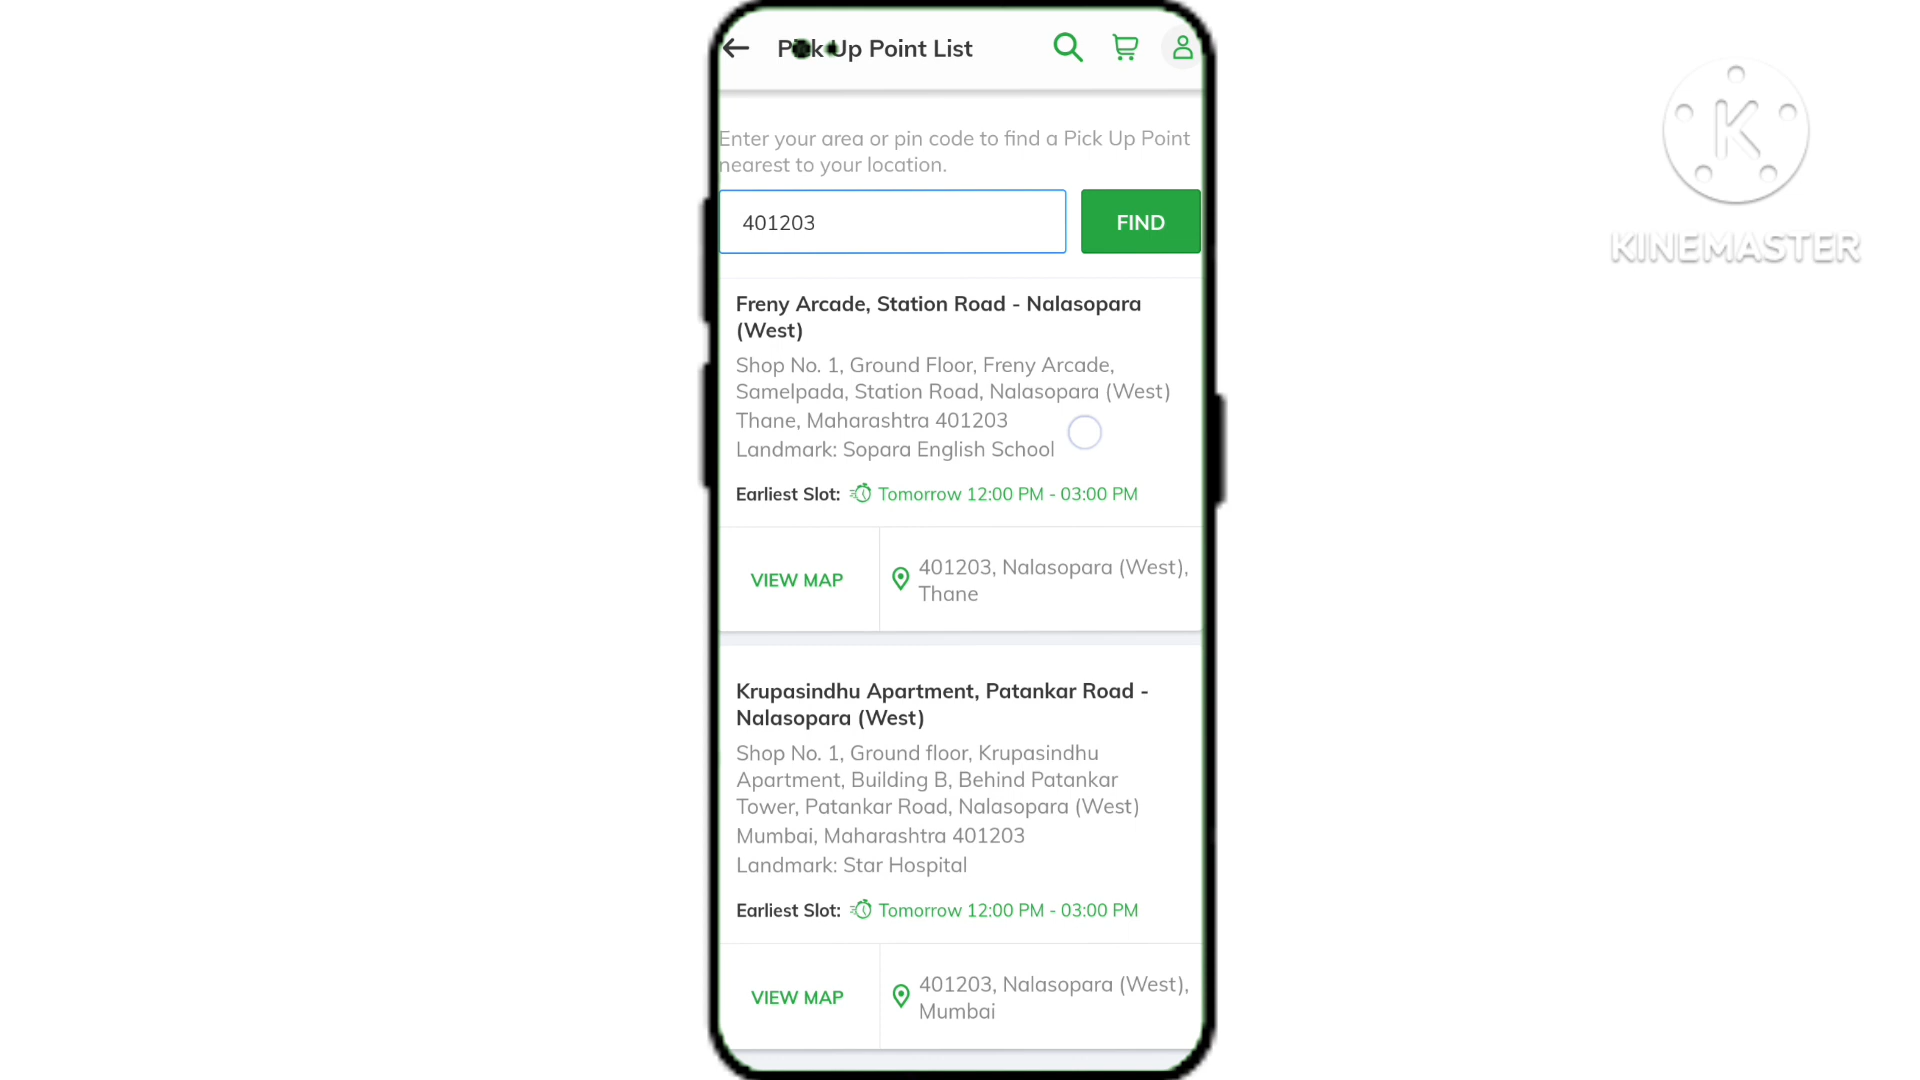 Pick Up Point List
Enter your area or pin code to find a Pick Up Point
nearest to your location.
401203
FIND
Freny Arcade, Station Road - Nalasopara
(West)
Shop No. 1, Ground Floor, Freny Arcade,
Samelpada, Station Road, Nalasopara (West)
Thane, Maharashtra 401203
Landmark: Sopara English School
Earliest Slot: Tomorrow 12:00 PM - 03:00 PM
VIEW MAP
401203, Nalasopara (West),
Thane
Krupasindhu Apartment, Patankar Road -
Nalasopara (West)
Shop No. 1, Ground floor, Krupasindhu
Apartment, Building B, Behind Patankar
Tower, Patankar Road, Nalasopara (West)
Mumbai, Maharashtra 401203
Landmark: Star Hospital
Earliest Slot: Tomorrow 12:00 PM - 03:00 PM
VIEW MAP
401203, Nalasopara (West),
Mumbai
K
KINEMASTER